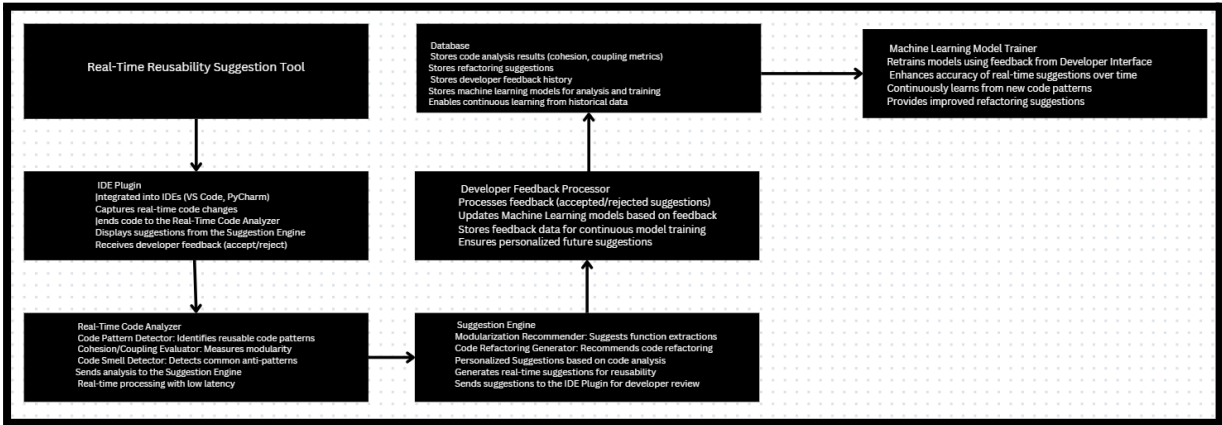 Real-Time Reusability Suggestion Tool
IDE Plugin
Integrated into IDEs (VS Code, PyCharm)
Captures real-time code changes
Jends code to the Real-Time Code Analyzer
Displays suggestions from the Suggestion Engine
Receives developer feedback (accept/reject)
Real-Time Code Analyzer
Code Pattern Detector: Identifies reusable code patterns
Cohesion/Coupling Evaluator: Measures modularity
Code Smell Detector: Detects common anti-patterns
Sends analysis to the Suggestion Engine
Real-time processing with low latency
Suggestion Engine
Modularization Recommender: Suggests function extractions
Code Refactoring Generator: Recommends code refactoring
Personalized Suggestions based on code analysis
Generates real-time suggestions for reusability
Sends suggestions to the IDE Plugin for developer review
Developer Feedback Processor
Processes feedback (accepted/rejected suggestions)
Updates Machine Learning models based on feedback
Stores feedback data for continuous model training
Ensures personalized future suggestions
Database
Stores code analysis results (cohesion, coupling metrics)
Stores refactoring suggestions
Stores developer feedback history
Stores machine learning models for analysis and training
Enables continuous learning from historical data
Machine Learning Model Trainer
Retrains models using feedback from Developer Interface
Enhances accuracy of real-time suggestions over time
Continuously learns from new code patterns
Provides improved refactoring suggestions